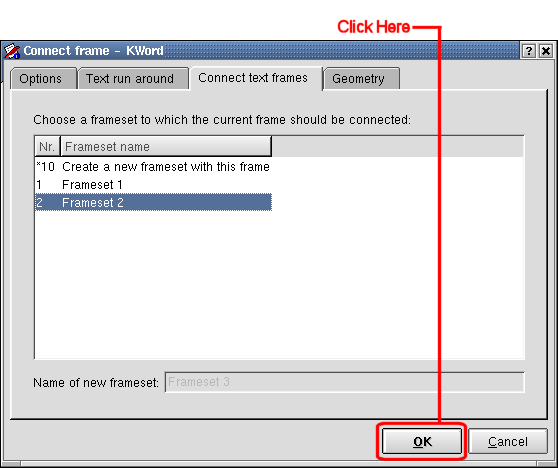 Click Here
Connect frame - KWord
Options Text run around Connect text frames Geometry
Choose a frameset to which the current frame should be connected:
Nr. Frameset name
*10 Create a new frameset with this frame
1 Frameset 1
2 Frameset 2
Name of new frameset: Frameset 3
OK Cancel